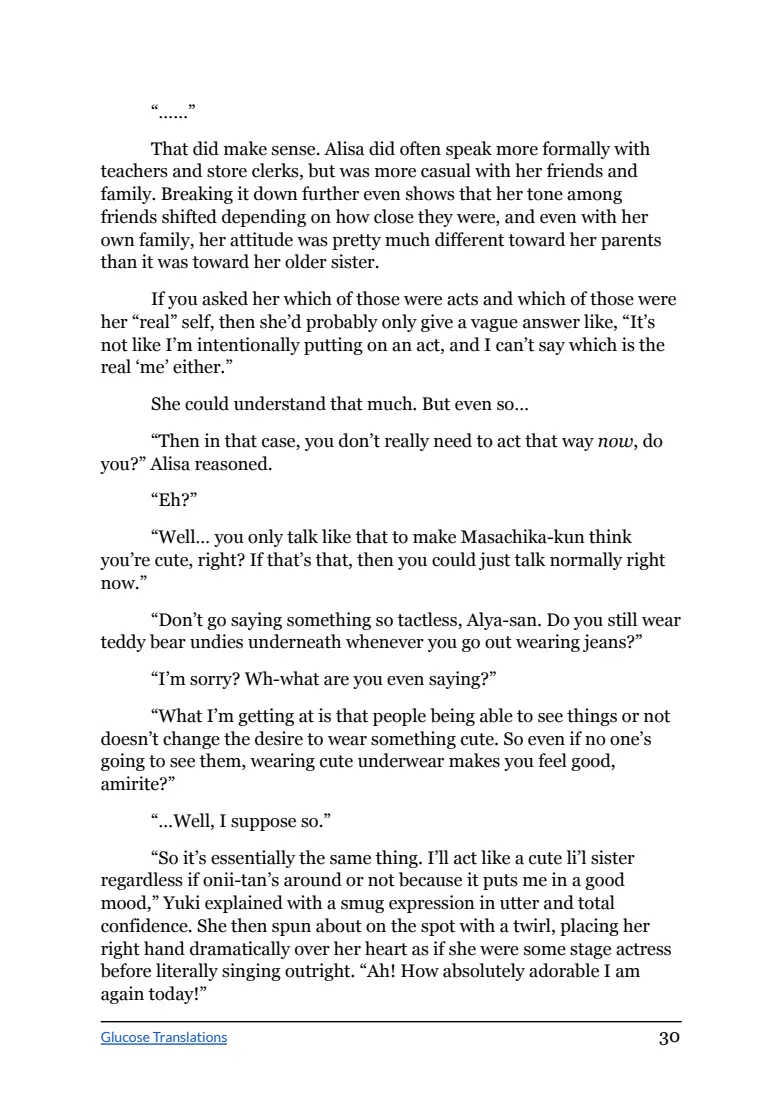 “......”
That did make sense. Alisa did often speak more formally with
teachers and store clerks, but was more casual with her friends and
family. Breaking it down further even shows that her tone among
friends shifted depending on how close they were, and even with her
own family, her attitude was pretty much different toward her parents
than it was toward her older sister.
If you asked her which of those were acts and which of those were
her “real” self, then she’d probably only give a vague answer like, “It’s
not like I’m intentionally putting on an act, and I can’t say which is the
real ‘me’ either.”
She could understand that much. But even so...
“Then in that case, you don’t really need to act that way now, do
you?” Alisa reasoned.
“Eh?”
“Well... you only talk like that to make Masachika-kun think
you’re cute, right? If that’s that, then you could just talk normally right
now.”
“Don’t go saying something so tactless, Alya-san. Do you still wear
teddy bear undies underneath whenever you go out wearing jeans?”
“I’m sorry? Wh-what are you even saying?”
“What I’m getting at is that people being able to see things or not
doesn’t change the desire to wear something cute. So even if no one’s
going to see them, wearing cute underwear makes you feel good,
amirite?”
“...Well, I suppose so.”
“So it’s essentially the same thing. I’ll act like a cute li’l sister
regardless if onii-tan’s around or not because it puts me in a good
mood,” Yuki explained with a smug expression in utter and total
confidence. She then spun about on the spot with a twirl, placing her
right hand dramatically over her heart as if she were some stage actress
before literally singing outright. “Ah! How absolutely adorable I am
again today!”
Glucose Translations
30